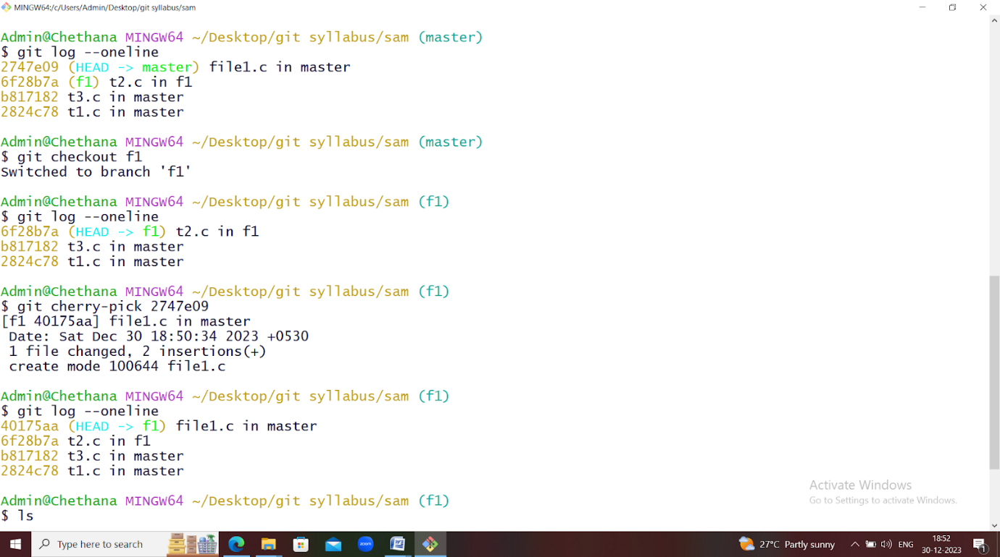 MINGW64:/c/Users/Admin/Desktop/git syllabus/sam
Admin@Chethana MINGW64 ~/Desktop/git syllabus/sam (master)
$ git log --oneline
2747e09 (HEAD -> master) file1.c in master
6f28b7a (f1) t2.c in f1
b817182 t3.c in master
2824c78 t1.c in master
Admin@Chethana MINGW64 ~/Desktop/git syllabus/sam (master)
$ git checkout f1
Switched to branch 'f1'
Admin@Chethana MINGW64 ~/Desktop/git syllabus/sam (f1)
$ git log --oneline
6f28b7a (HEAD -> f1) t2.c in f1
b817182 t3.c in master
2824c78 t1.c in master
Admin@Chethana MINGW64 ~/Desktop/git syllabus/sam (f1)
$ git cherry-pick 2747e09
[f1 40175aa] file1.c in master
 Date: Sat Dec 30 18:50:34 2023 +0530
 1 file changed, 2 insertions(+)
 create mode 100644 file1.c
Admin@Chethana MINGW64 ~/Desktop/git syllabus/sam (f1)
$ git log --oneline
40175aa (HEAD -> f1) file1.c in master
6f28b7a t2.c in f1
b817182 t3.c in master
2824c78 t1.c in master
Admin@Chethana MINGW64 ~/Desktop/git syllabus/sam (f1)
$ ls
Activate Windows
Go to Settings to activate Windows.
Type here to search
zoom
W
27°C Partly sunny
ENG
18:52
30-12-2023
1